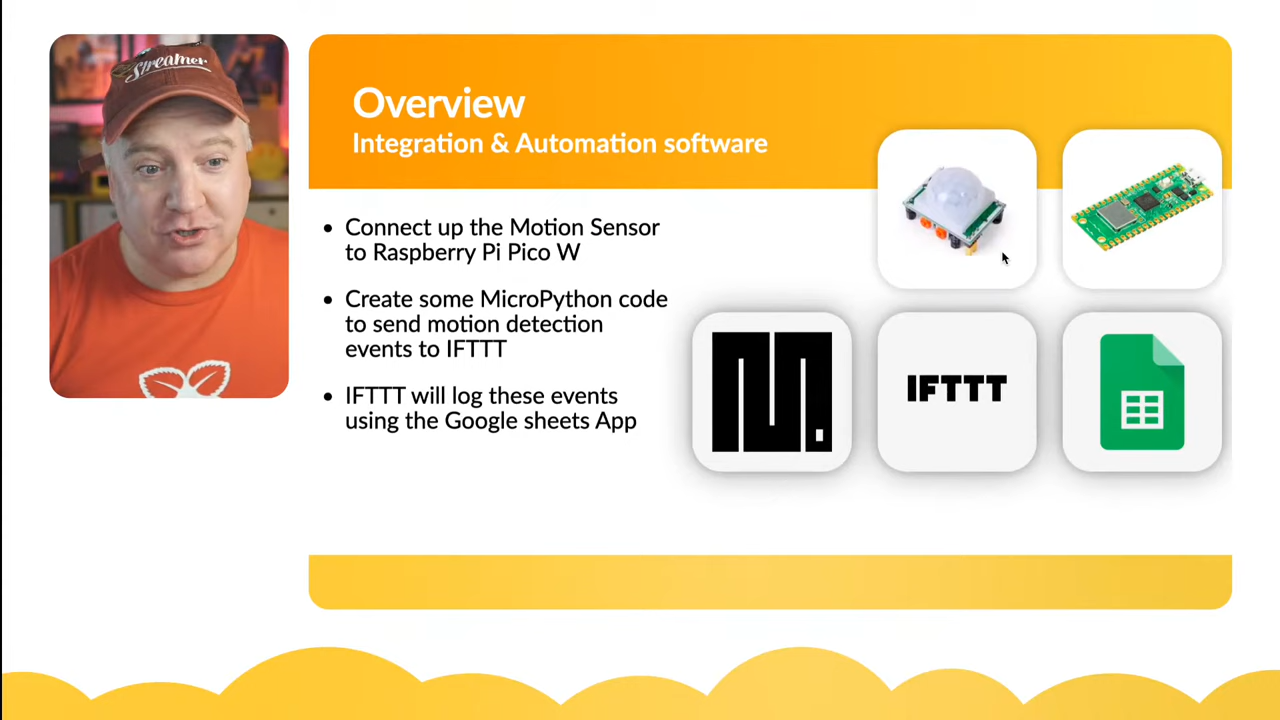 Streamer
Overview
Integration & Automation software
• Connect up the Motion Sensor
to Raspberry Pi Pico W
• Create some MicroPython code
to send motion detection
events to IFTTT
• IFTTT will log these events
using the Google sheets App
IFTTT